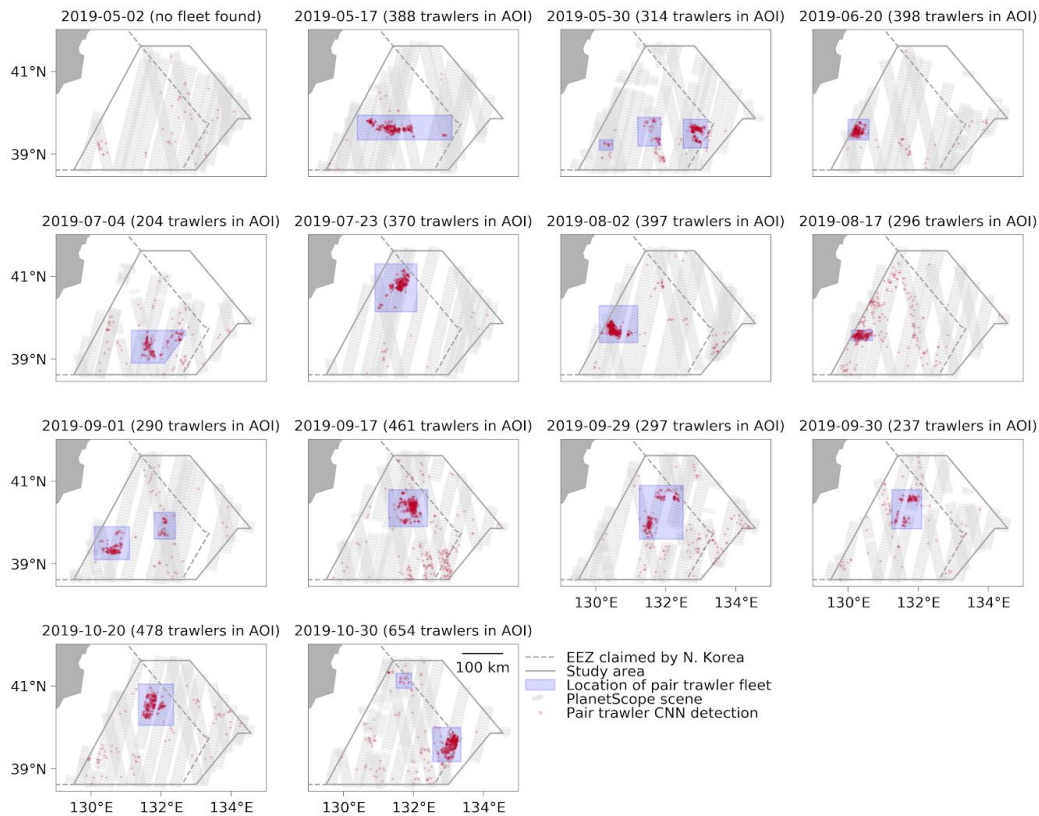 2019-05-02 (no fleet found)
2019-05-17 (388 trawlers in AOI)
2019-05-30 (314 trawlers in AOI)
2019-06-20 (398 trawlers in AOI)
41°N
39°N
2019-07-04 (204 trawlers in AOI)
2019-07-23 (370 trawlers in AOI)
2019-08-02 (397 trawlers in AOI)
2019-08-17 (296 trawlers in AOI)
41°N
39°N
2019-09-01 (290 trawlers in AOI)
2019-09-17 (461 trawlers in AOI)
2019-09-29 (297 trawlers in AOI)
2019-09-30 (237 trawlers in AOI)
41°N
39°N
130°E 132°E 134°E
130°E 132°E 134°E
2019-10-20 (478 trawlers in AOI)
2019-10-30 (654 trawlers in AOI)
41°N
39°N
130°E 132°E 134°E
130°E 132°E 134°E
100 km
EEZ claimed by N. Korea
Study area
Location of pair trawler fleet
PlanetScope scene
Pair trawler CNN detection